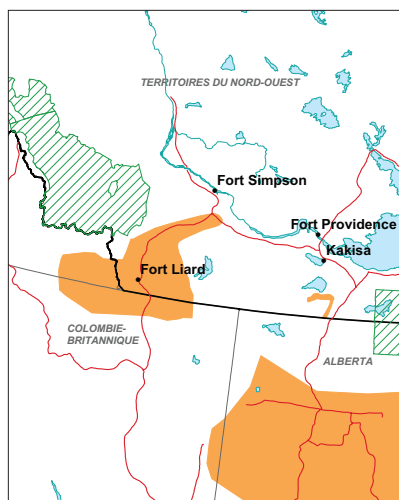 TERRITOIRES DU NORD-OUEST
Fort Simpson
Fort Providence
Kakisa
Fort Liard
COLOMBIE-
BRITANNIQUE
ALBERTA